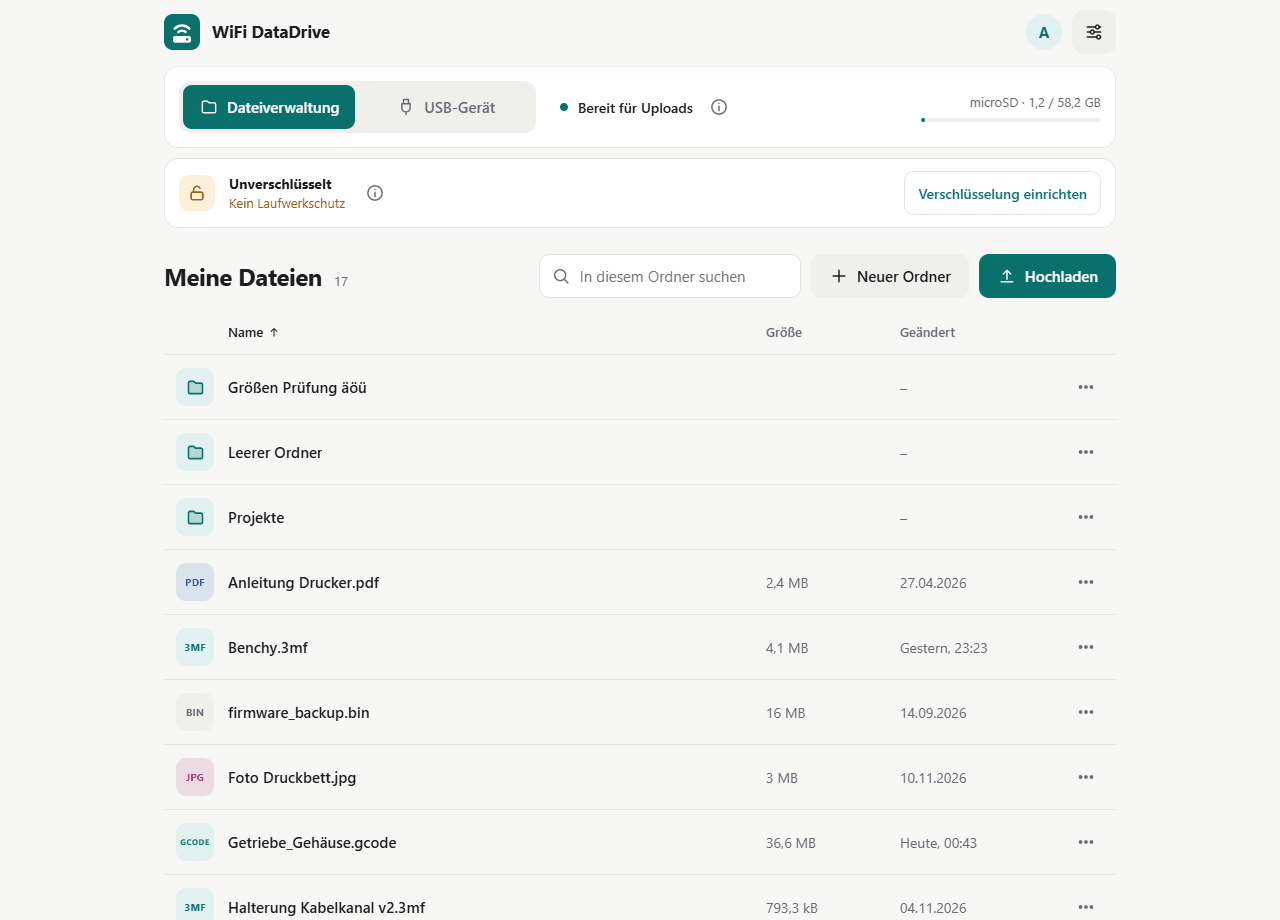 WiFi DataDrive
A
Dateiverwaltung
USB-Gerät
Bereit für Uploads
microSD · 1,2 / 58,2 GB
Unverschlüsselt
Kein Laufwerkschutz
Verschlüsselung einrichten
Meine Dateien 17
In diesem Ordner suchen
Neuer Ordner
Hochladen
Name ↑ Größe Geändert
Größen Prüfung äöü –
Leerer Ordner –
Projekte –
PDF Anleitung Drucker.pdf 2,4 MB 27.04.2026
3MF Benchy.3mf 4,1 MB Gestern, 23:23
BIN firmware_backup.bin 16 MB 14.09.2026
JPG Foto Druckbett.jpg 3 MB 10.11.2026
GCODE Getriebe_Gehäuse.gcode 36,6 MB Heute, 00:43
3MF Halterung Kabelkanal v2.3mf 793,3 kB 04.11.2026